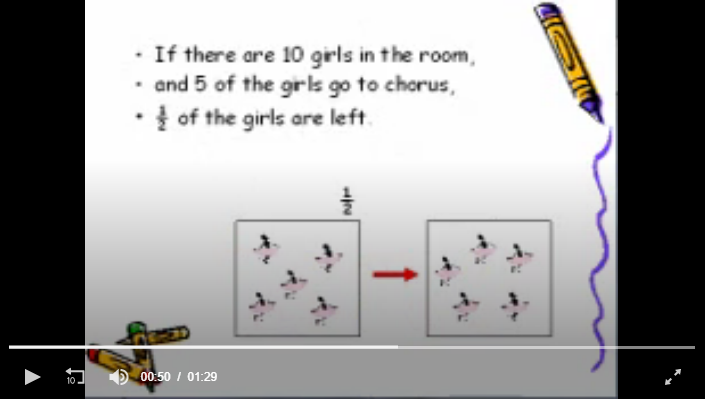 • If there are 10 girls in the room,
• and 5 of the girls go to chorus,
• 1/2 of the girls are left.
1/2
10
00:50 / 01:29